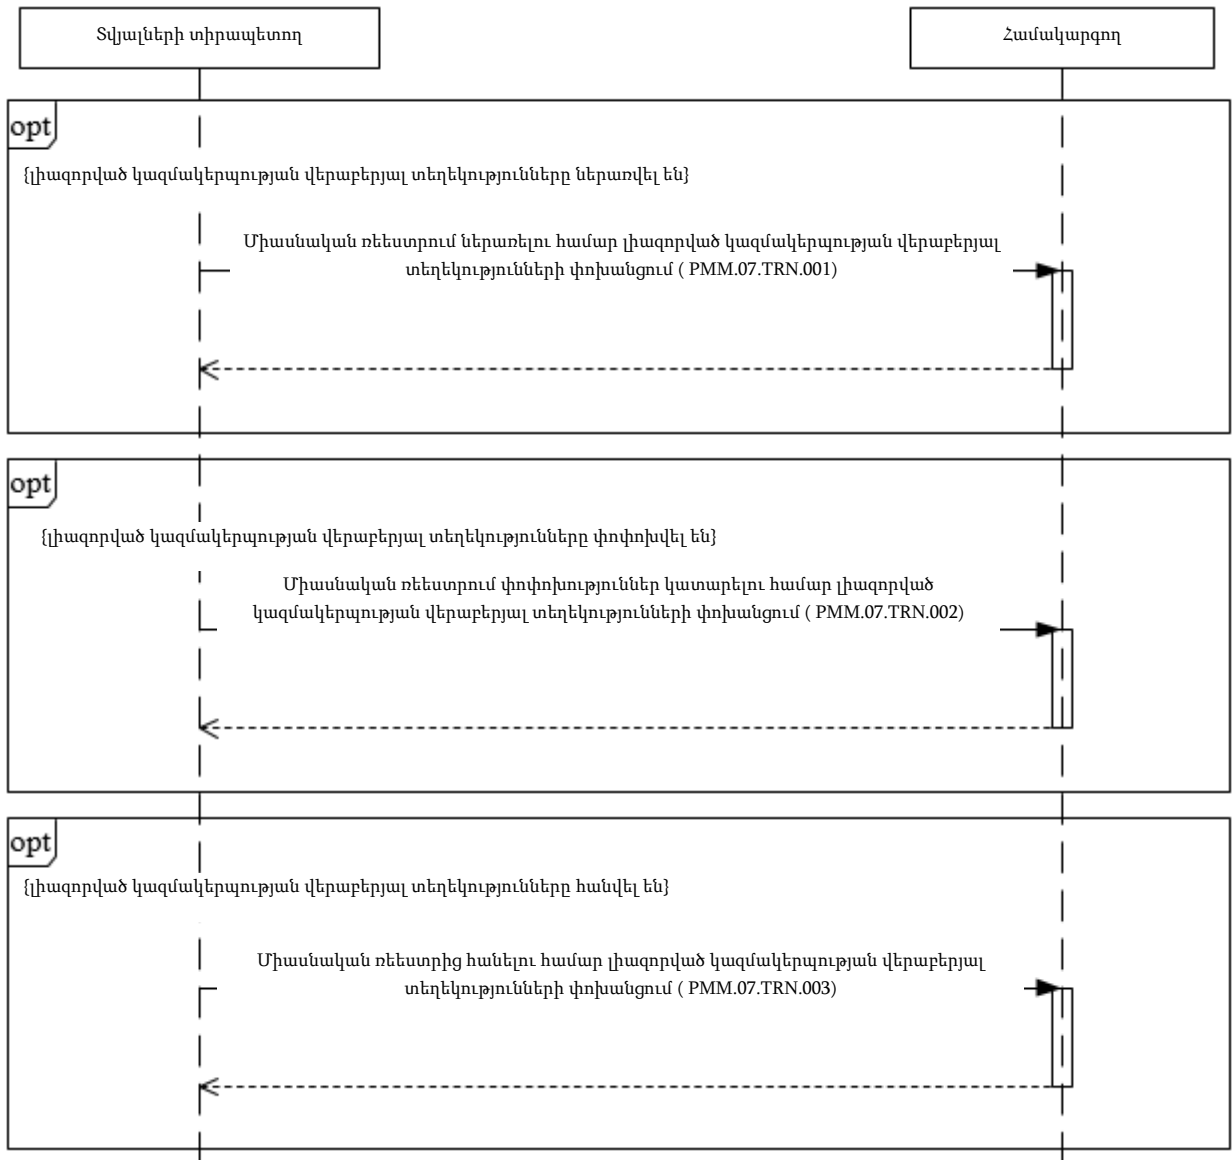 Տվյալների տիրապետող
Համակարգող
opt
{լիազորված կազմակերպության վերաբերյալ տեղեկությունները ներառվել են}
Միասնական ռեեստրում ներառելու համար լիազորված կազմակերպության վերաբերյալ
տեղեկությունների փոխանցում ( PMM.07.TRN.001)
opt
{լիազորված կազմակերպության վերաբերյալ տեղեկությունները փոփոխվել են}
Միասնական ռեեստրում փոփոխություններ կատարելու համար լիազորված
կազմակերպության վերաբերյալ տեղեկությունների փոխանցում ( PMM.07.TRN.002)
opt
{լիազորված կազմակերպության վերաբերյալ տեղեկությունները հանվել են}
Միասնական ռեեստրից հանելու համար լիազորված կազմակերպության վերաբերյալ
տեղեկությունների փոխանցում ( PMM.07.TRN.003)